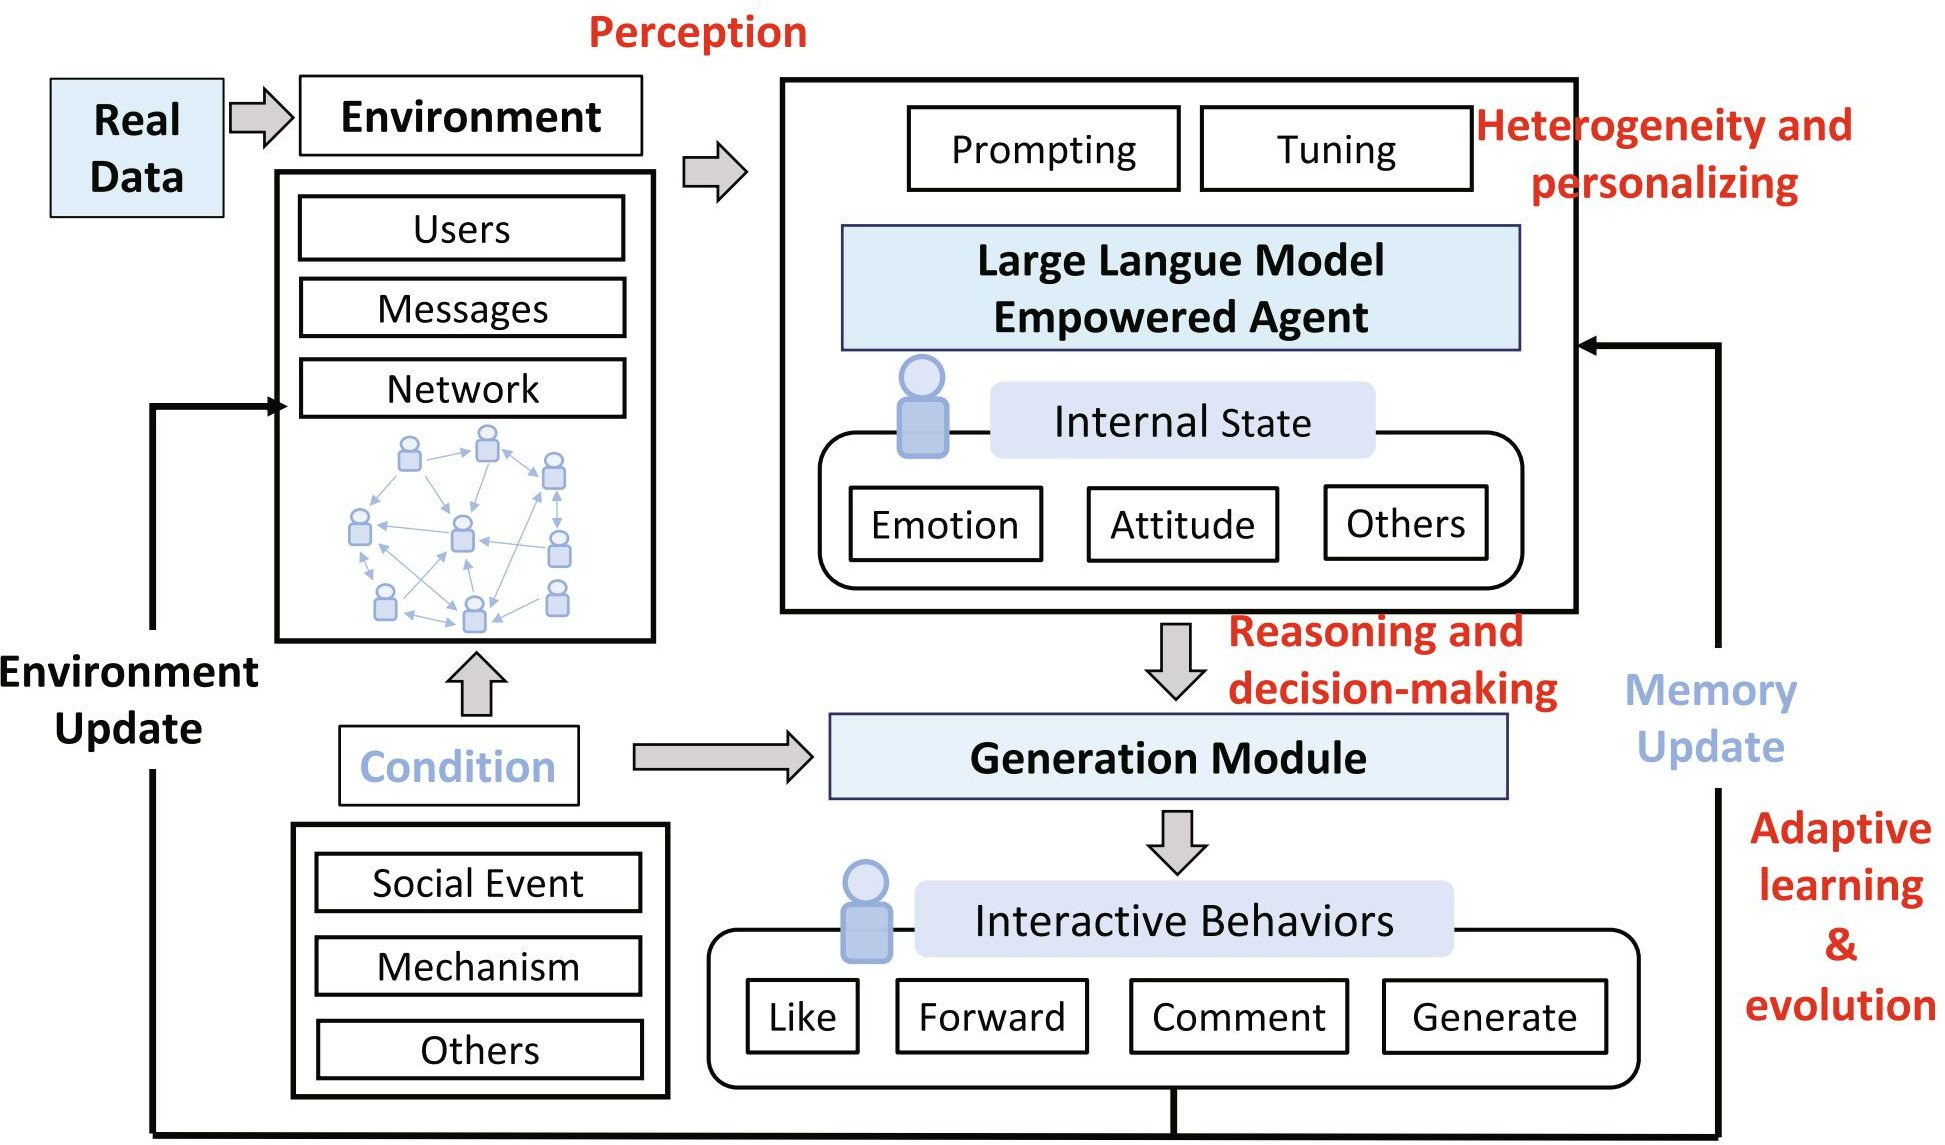 Perception
Real
Data
Environment
Users
Messages
Network
Prompting
Tuning
Heterogeneity and
personalizing
Large Langue Model
Empowered Agent
Internal State
Emotion
Attitude
Others
Reasoning and
decision-making
Environment
Update
Condition
Social Event
Mechanism
Others
Generation Module
Interactive Behaviors
Like
Forward
Comment
Generate
Memory
Update
Adaptive
learning
&
evolution